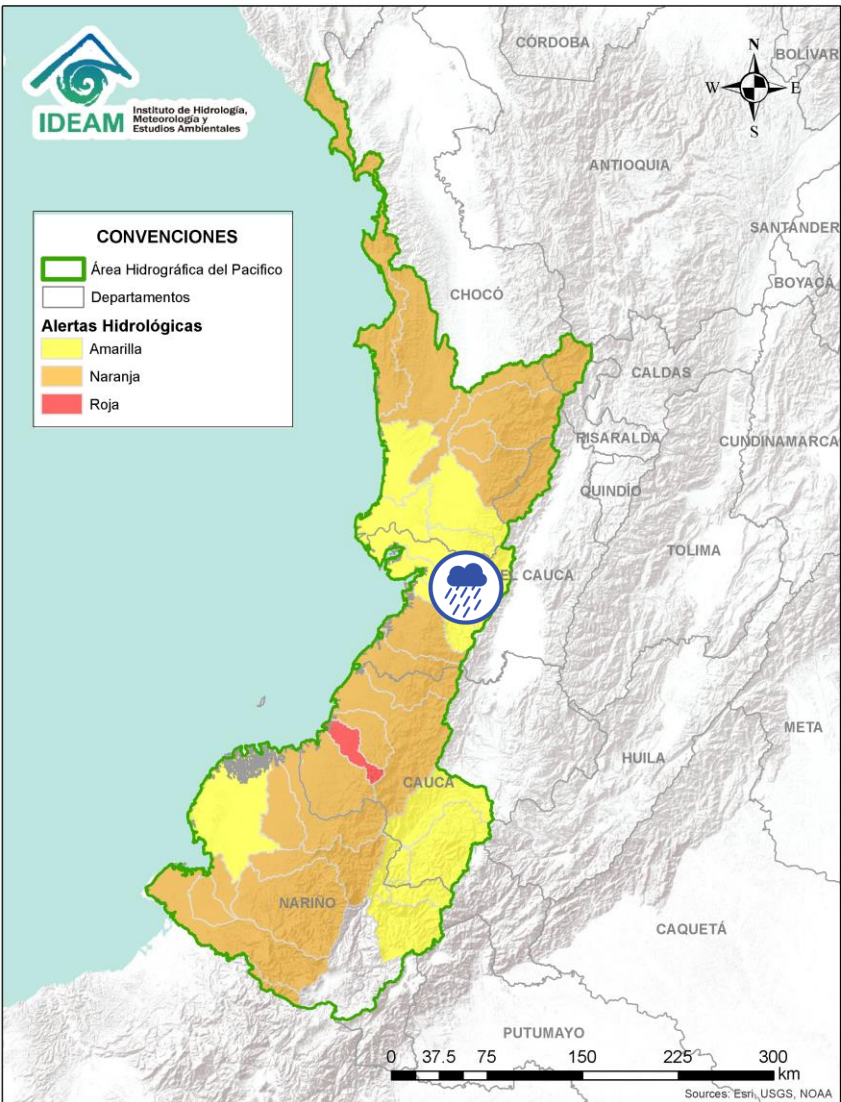 IDEAM
Instituto de Hidrología,
Meteorología y
Estudios Ambientales
CÓRDOBA
BOLIVAR
N
W
E
S
ANTIOQUIA
SANTANDER
BOYACÁ
CONVENCIONES
Área Hidrográfica del Pacifico
Departamentos
Alertas Hidrológicas
Amarilla
Naranja
Roja
CHOCÓ
CALDAS
RISARALDA
CUNDINAMARCA
QUINDÍO
TOLIMA
EL CAUCA
META
HUILA
CAUCA
NARIÑO
CAQUETÁ
PUTUMAYO
0 37.5 75 150 225 300
km
Sources: Esri, USGS, NOAA